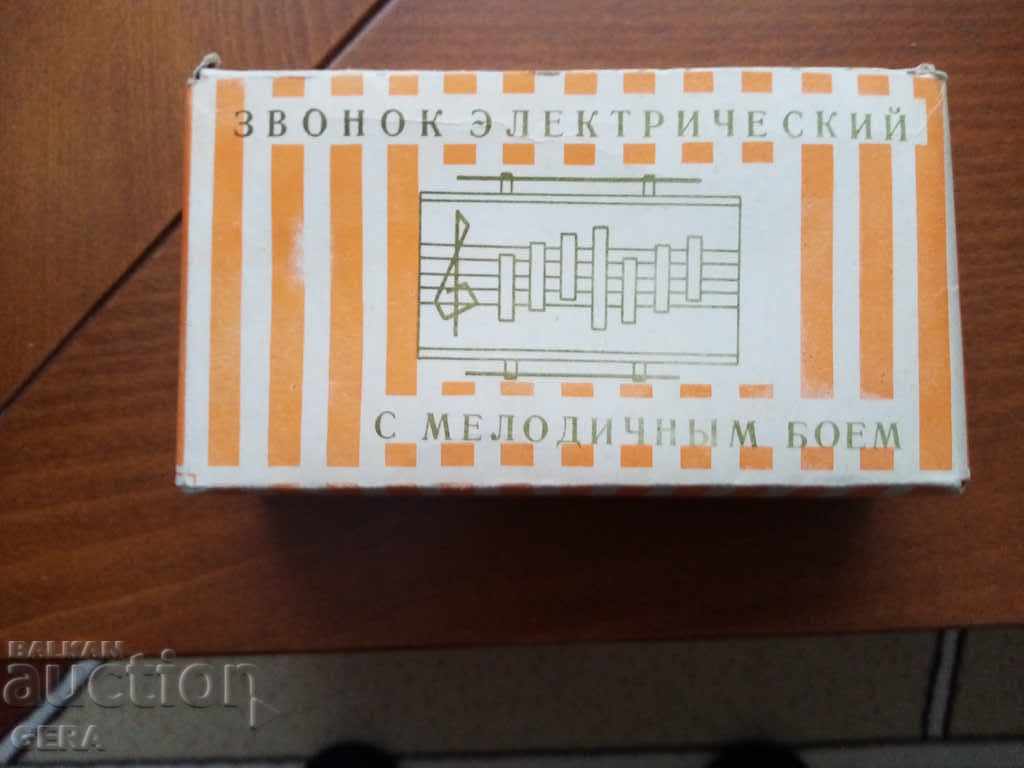 ЗВОНОК ЭЛЕКТРИЧЕСКИЙ
С МЕЛОДИЧНЫМ БОЕМ
BALKAN
auction
GERA